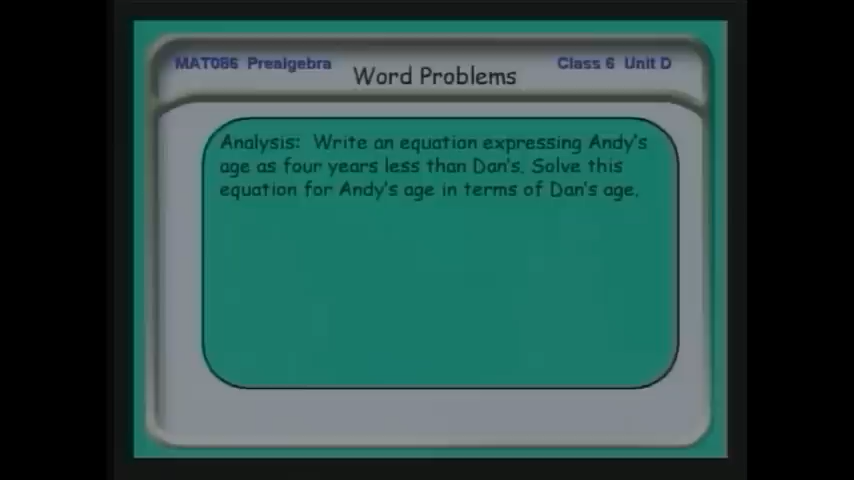 MAT086 Prealgebra
Word Problems
Class 6 Unit D
Analysis: Write an equation expressing Andy's
age as four years less than Dan's. Solve this
equation for Andy's age in terms of Dan's age.